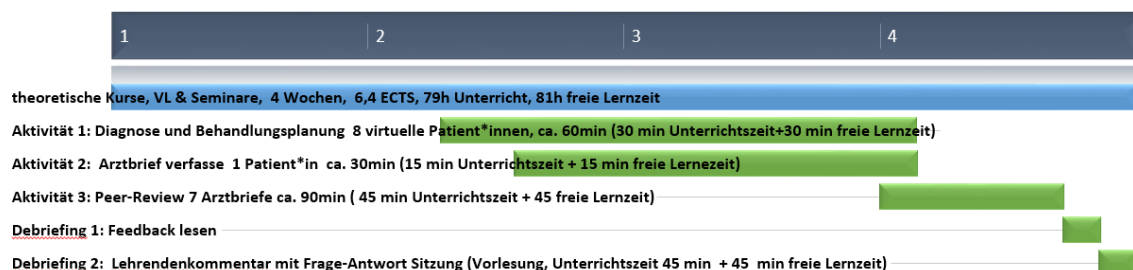 1 2 3 4
theoretische Kurse, VL & Seminare, 4 Wochen, 6,4 ECTS, 79h Unterricht, 81h freie Lernzeit
Aktivität 1: Diagnose und Behandlungsplanung 8 virtuelle Patient*innen, ca. 60min (30 min Unterrichtszeit+30 min freie Lernzeit)
Aktivität 2: Arztbrief verfasse 1 Patient*in ca. 30min (15 min Unterrichtszeit + 15 min freie Lernezeit)
Aktivität 3: Peer-Review 7 Arztbriefe ca. 90min ( 45 min Unterrichtszeit + 45 freie Lernzeit)
Debriefing 1: Feedback lesen
Debriefing 2: Lehrendenkommentar mit Frage-Antwort Sitzung (Vorlesung, Unterrichtszeit 45 min + 45 min freie Lernzeit)